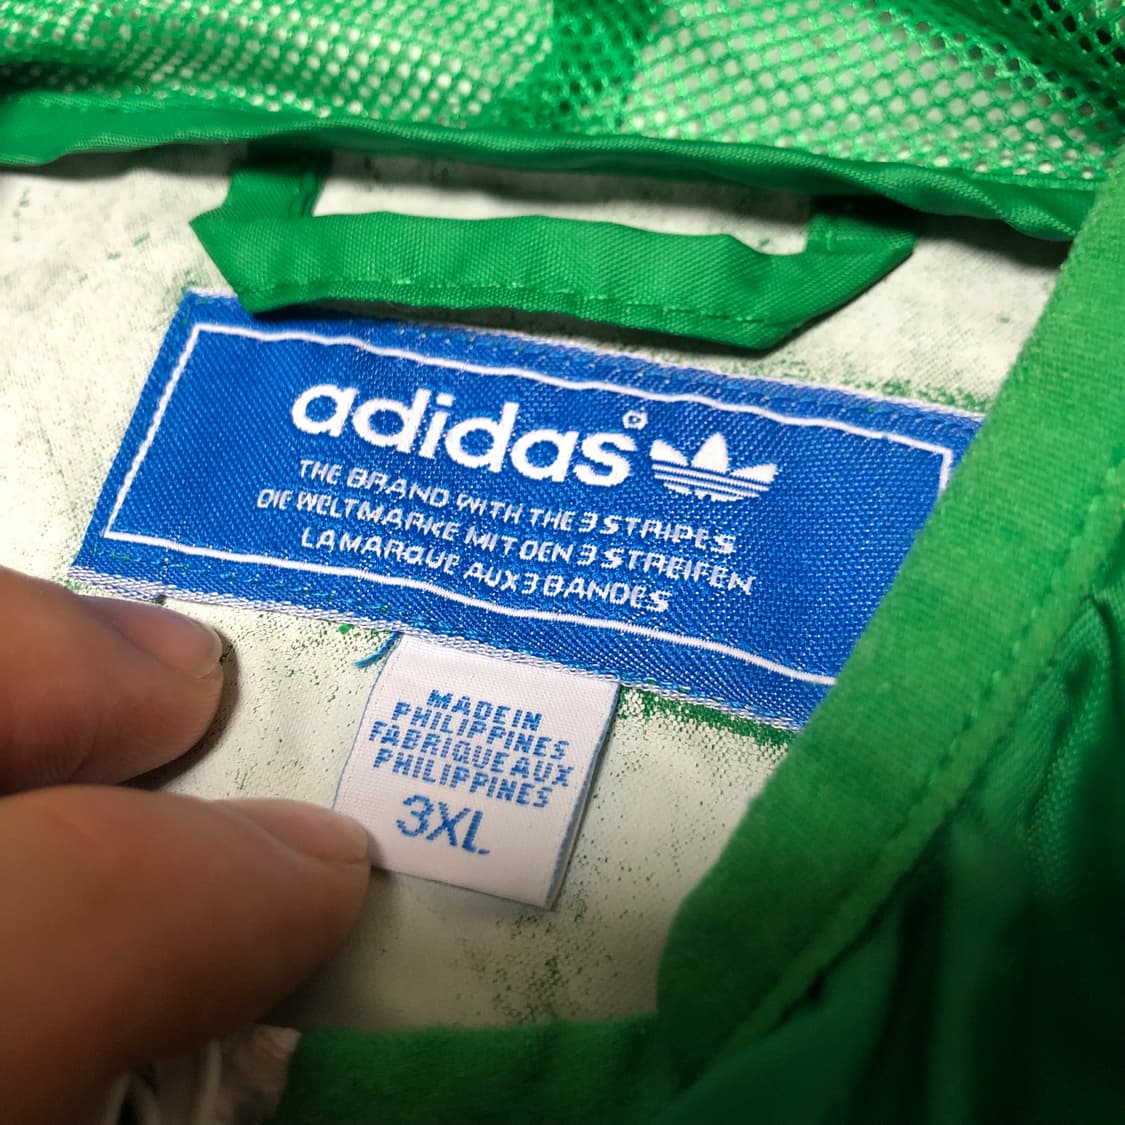 adidas®
THE BRAND WITH THE 3 STRIPES
DIE WELTMARKE MIT DEN 3 STREIFEN
LA MARQUE AUX 3 BANDES
MADE IN
PHILIPPINES
FABRIQUE AUX
PHILIPPINES
3XL